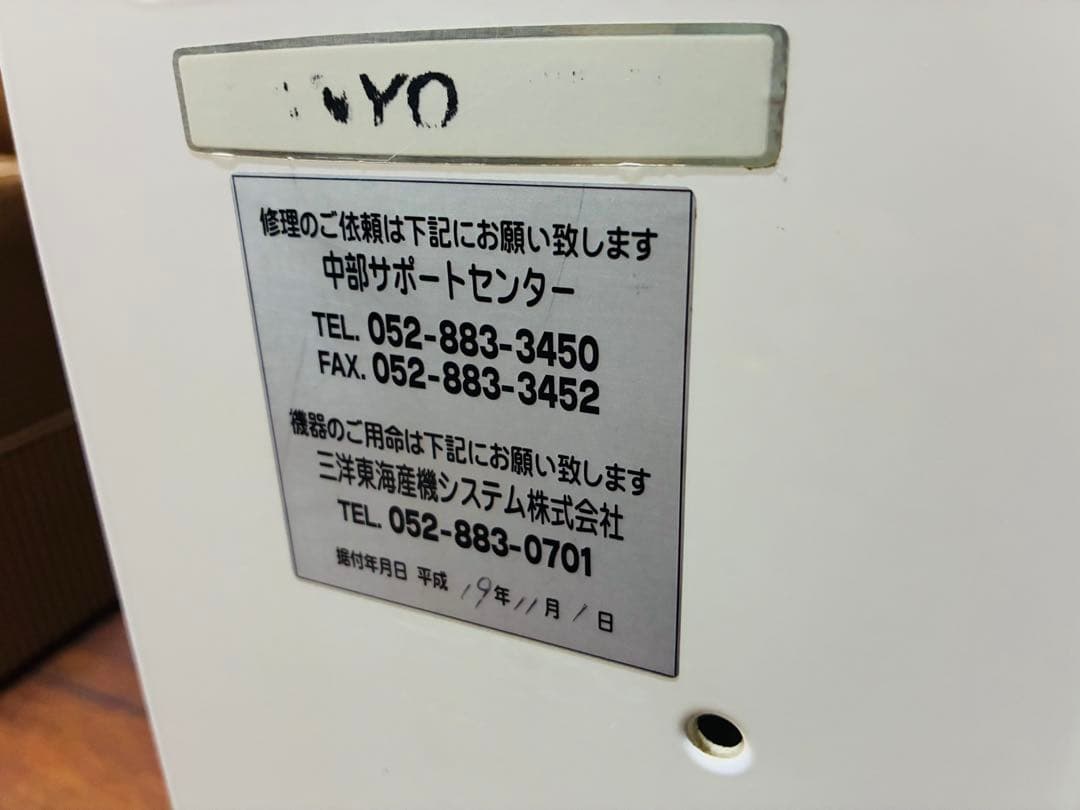 YO
修理のご依頼は下記にお願い致します
中部サポートセンター
TEL. 052-883-3450
FAX. 052-883-3452
機器のご用命は下記にお願い致します
三洋東海産機システム株式会社
TEL. 052-883-0701
据付年月日 平成 19年11月1日